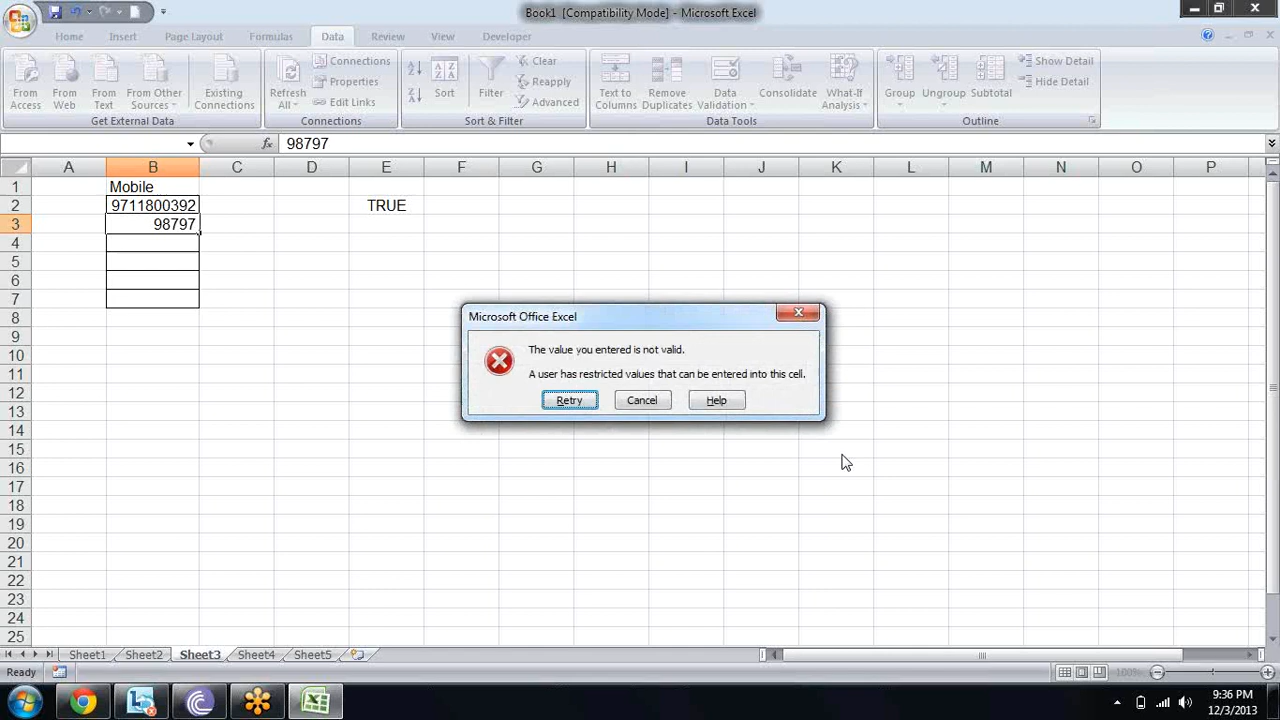 Book1 [Compatibility Mode] - Microsoft Excel
Home Insert Page Layout Formulas Data Review View Developer
From Access
From Web
From Text
From Other Sources
Existing Connections
Get External Data
Refresh All
Connections
Properties
Edit Links
Connections
Sort
Filter
Clear
Reapply
Advanced
Sort & Filter
Text to Columns
Remove Duplicates
Data Validation
Consolidate
What-If Analysis
Data Tools
Group
Ungroup
Subtotal
Show Detail
Hide Detail
Outline
fx 98797
A B C D E F G H I J K L M N O P
1 Mobile
2 9711800392 TRUE
3 98797
4
5
6
7
8
9
10
11
12
13
14
15
16
17
18
19
20
21
22
23
24
25
Microsoft Office Excel
The value you entered is not valid.
A user has restricted values that can be entered into this cell.
Retry Cancel Help
Sheet1 Sheet2 Sheet3 Sheet4 Sheet5
Ready 100%
9:36 PM
12/3/2013